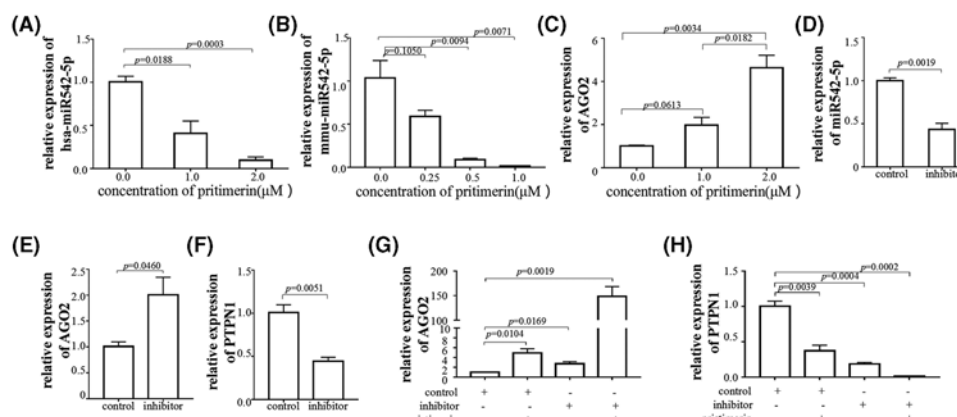 (A)
relative expression of
hsa-miR542-5p
1.5
1.0
0.5
0.0
p=0.0003
p=0.0188
0.0 1.0 2.0
concentration of pritimerin(μM )
(B)
relative expression of
mmu-miR542-5p
1.5
1.0
0.5
0.0
p=0.0071
p=0.0094
p=0.1050
0.0 0.25 0.5 1.0
concentration of pritimerin(μM )
(C)
relative expression
of AGO2
6
4
2
0
p=0.0034
p=0.0182
p=0.0613
0.0 1.0 2.0
concentration of pritimerin(μM )
(D)
relative expression
of miR542-5p
1.5
1.0
0.5
0.0
p=0.0019
control inhibitor
(E)
relative expression
of AGO2
2.5
2.0
1.5
1.0
0.5
0.0
p=0.0460
control inhibitor
(F)
relative expression
of PTPN1
1.5
1.0
0.5
0.0
p=0.0051
control inhibitor
(G)
relative expression
of AGO2
200
150
100
50
8
6
4
2
0
p=0.0019
p=0.0169
p=0.0104
control + + - -
inhibitor - - + +
(H)
relative expression
of PTPN1
1.5
1.0
0.5
0.0
p=0.0002
p=0.0004
p=0.0039
control + + - -
inhibitor - - + +